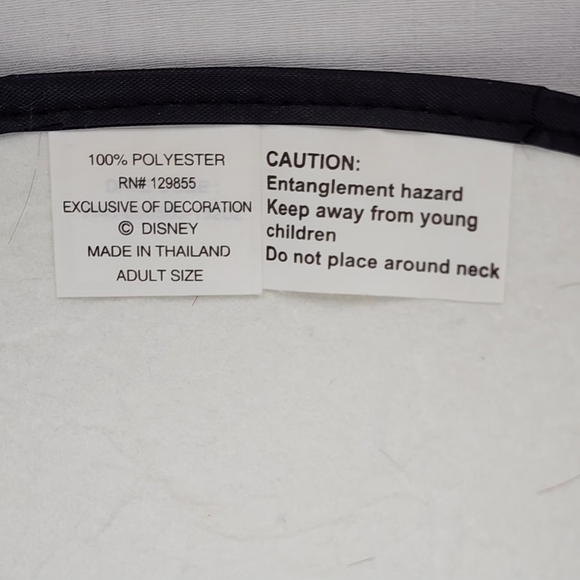 100% POLYESTER
RN# 129855
EXCLUSIVE OF DECORATION
© DISNEY
MADE IN THAILAND
ADULT SIZE
CAUTION:
Entanglement hazard
Keep away from young
children
Do not place around neck